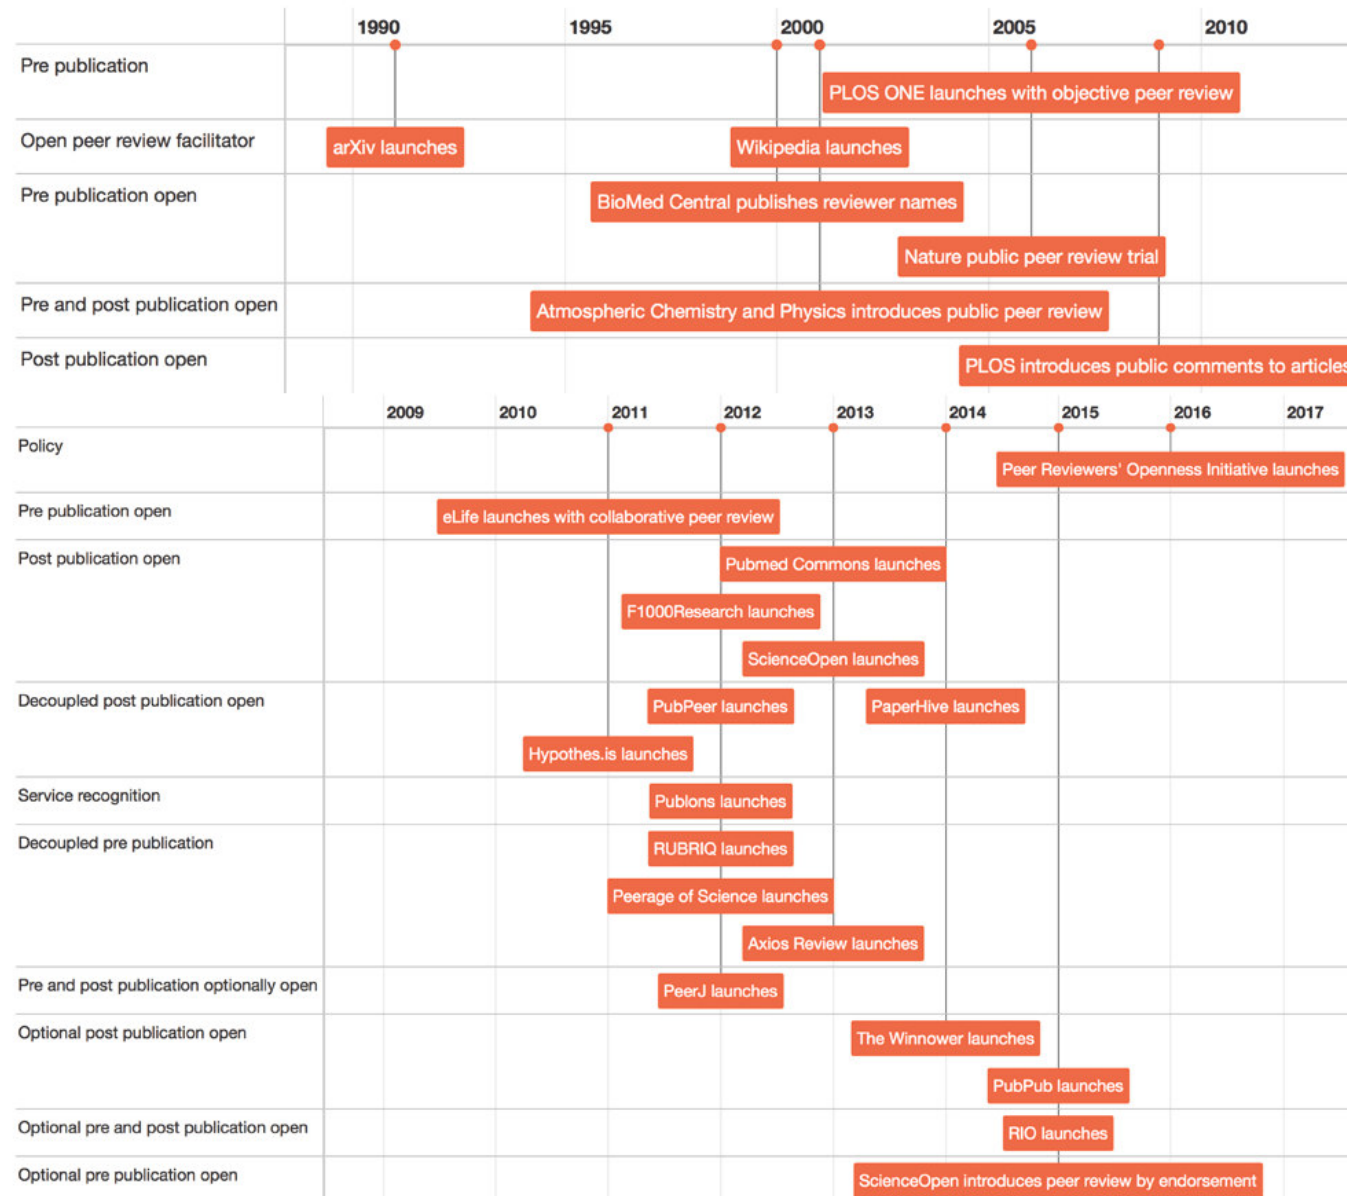 1990 1995 2000 2005 2010
Pre publication
PLOS ONE launches with objective peer review
Open peer review facilitator
arXiv launches
Wikipedia launches
Pre publication open
BioMed Central publishes reviewer names
Nature public peer review trial
Pre and post publication open
Atmospheric Chemistry and Physics introduces public peer review
Post publication open
PLOS introduces public comments to articles
2009 2010 2011 2012 2013 2014 2015 2016 2017
Policy
Peer Reviewers' Openness Initiative launches
Pre publication open
eLife launches with collaborative peer review
Post publication open
Pubmed Commons launches
F1000Research launches
ScienceOpen launches
Decoupled post publication open
PubPeer launches
PaperHive launches
Hypothes.is launches
Service recognition
Publons launches
Decoupled pre publication
RUBRIQ launches
Peerage of Science launches
Axios Review launches
Pre and post publication optionally open
PeerJ launches
Optional post publication open
The Winnower launches
PubPub launches
Optional pre and post publication open
RIO launches
Optional pre publication open
ScienceOpen introduces peer review by endorsement